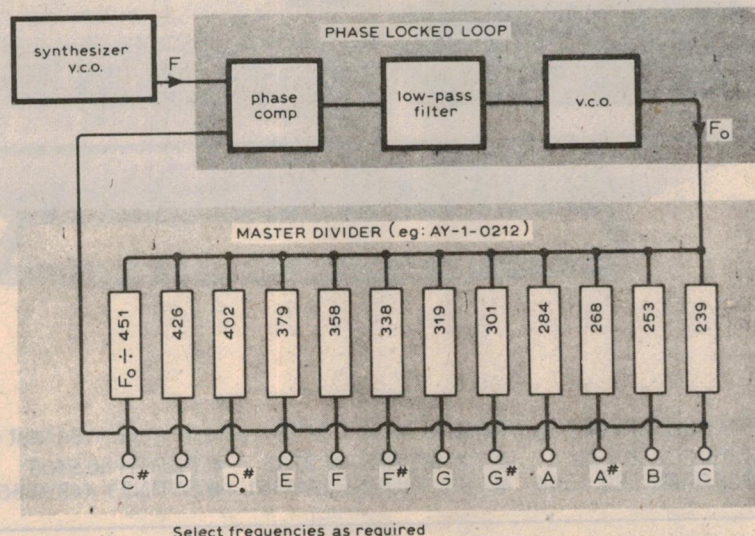 PHASE LOCKED LOOP
synthesizer
v.c.o.
F
phase
comp
low-pass
filter
v.c.o.
Fo
MASTER DIVIDER (eg: AY-1-0212)
Fo ÷ 451
426
402
379
358
338
319
301
284
268
253
239
C#
D
D#
E
F
F#
G
G#
A
A#
B
C
Select frequencies as required